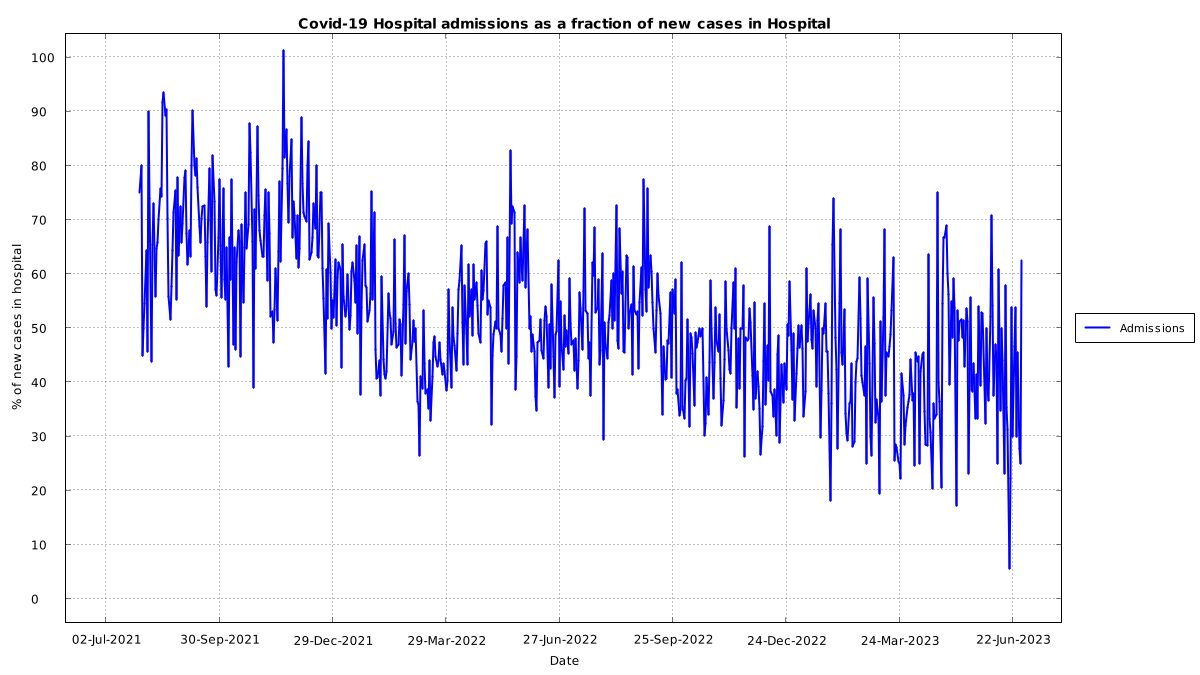 Covid-19 Hospital admissions as a fraction of new cases in Hospital
100
90
80
70
60
50
40
30
20
10
0
% of new cases in hospital
02-Jul-2021
30-Sep-2021
29-Dec-2021
29-Mar-2022
27-Jun-2022
25-Sep-2022
24-Dec-2022
24-Mar-2023
22-Jun-2023
Date
Admissions